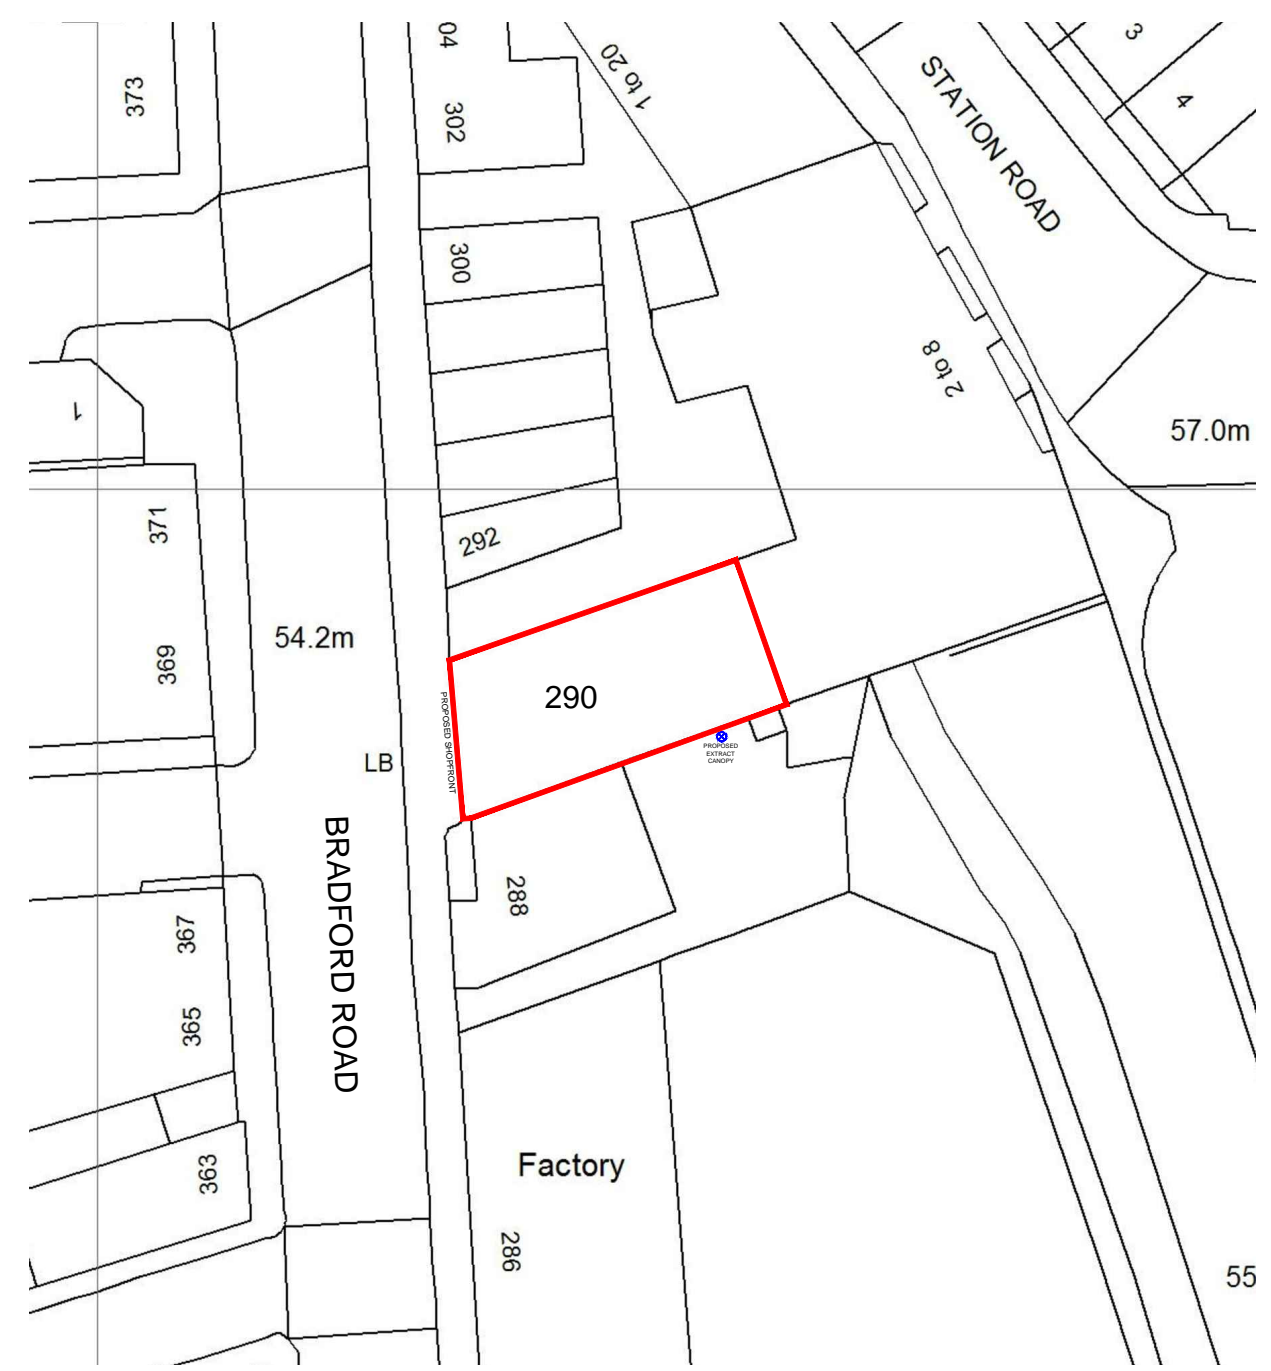 04
302
373
1 to 20
STATION ROAD
3
4
300
2 to 8
57.0m
1
371
292
54.2m
369
290
PROPOSED SHOPFRONT
PROPOSED
EXTRACT
CANOPY
LB
BRADFORD ROAD
288
367
365
363
Factory
286
55